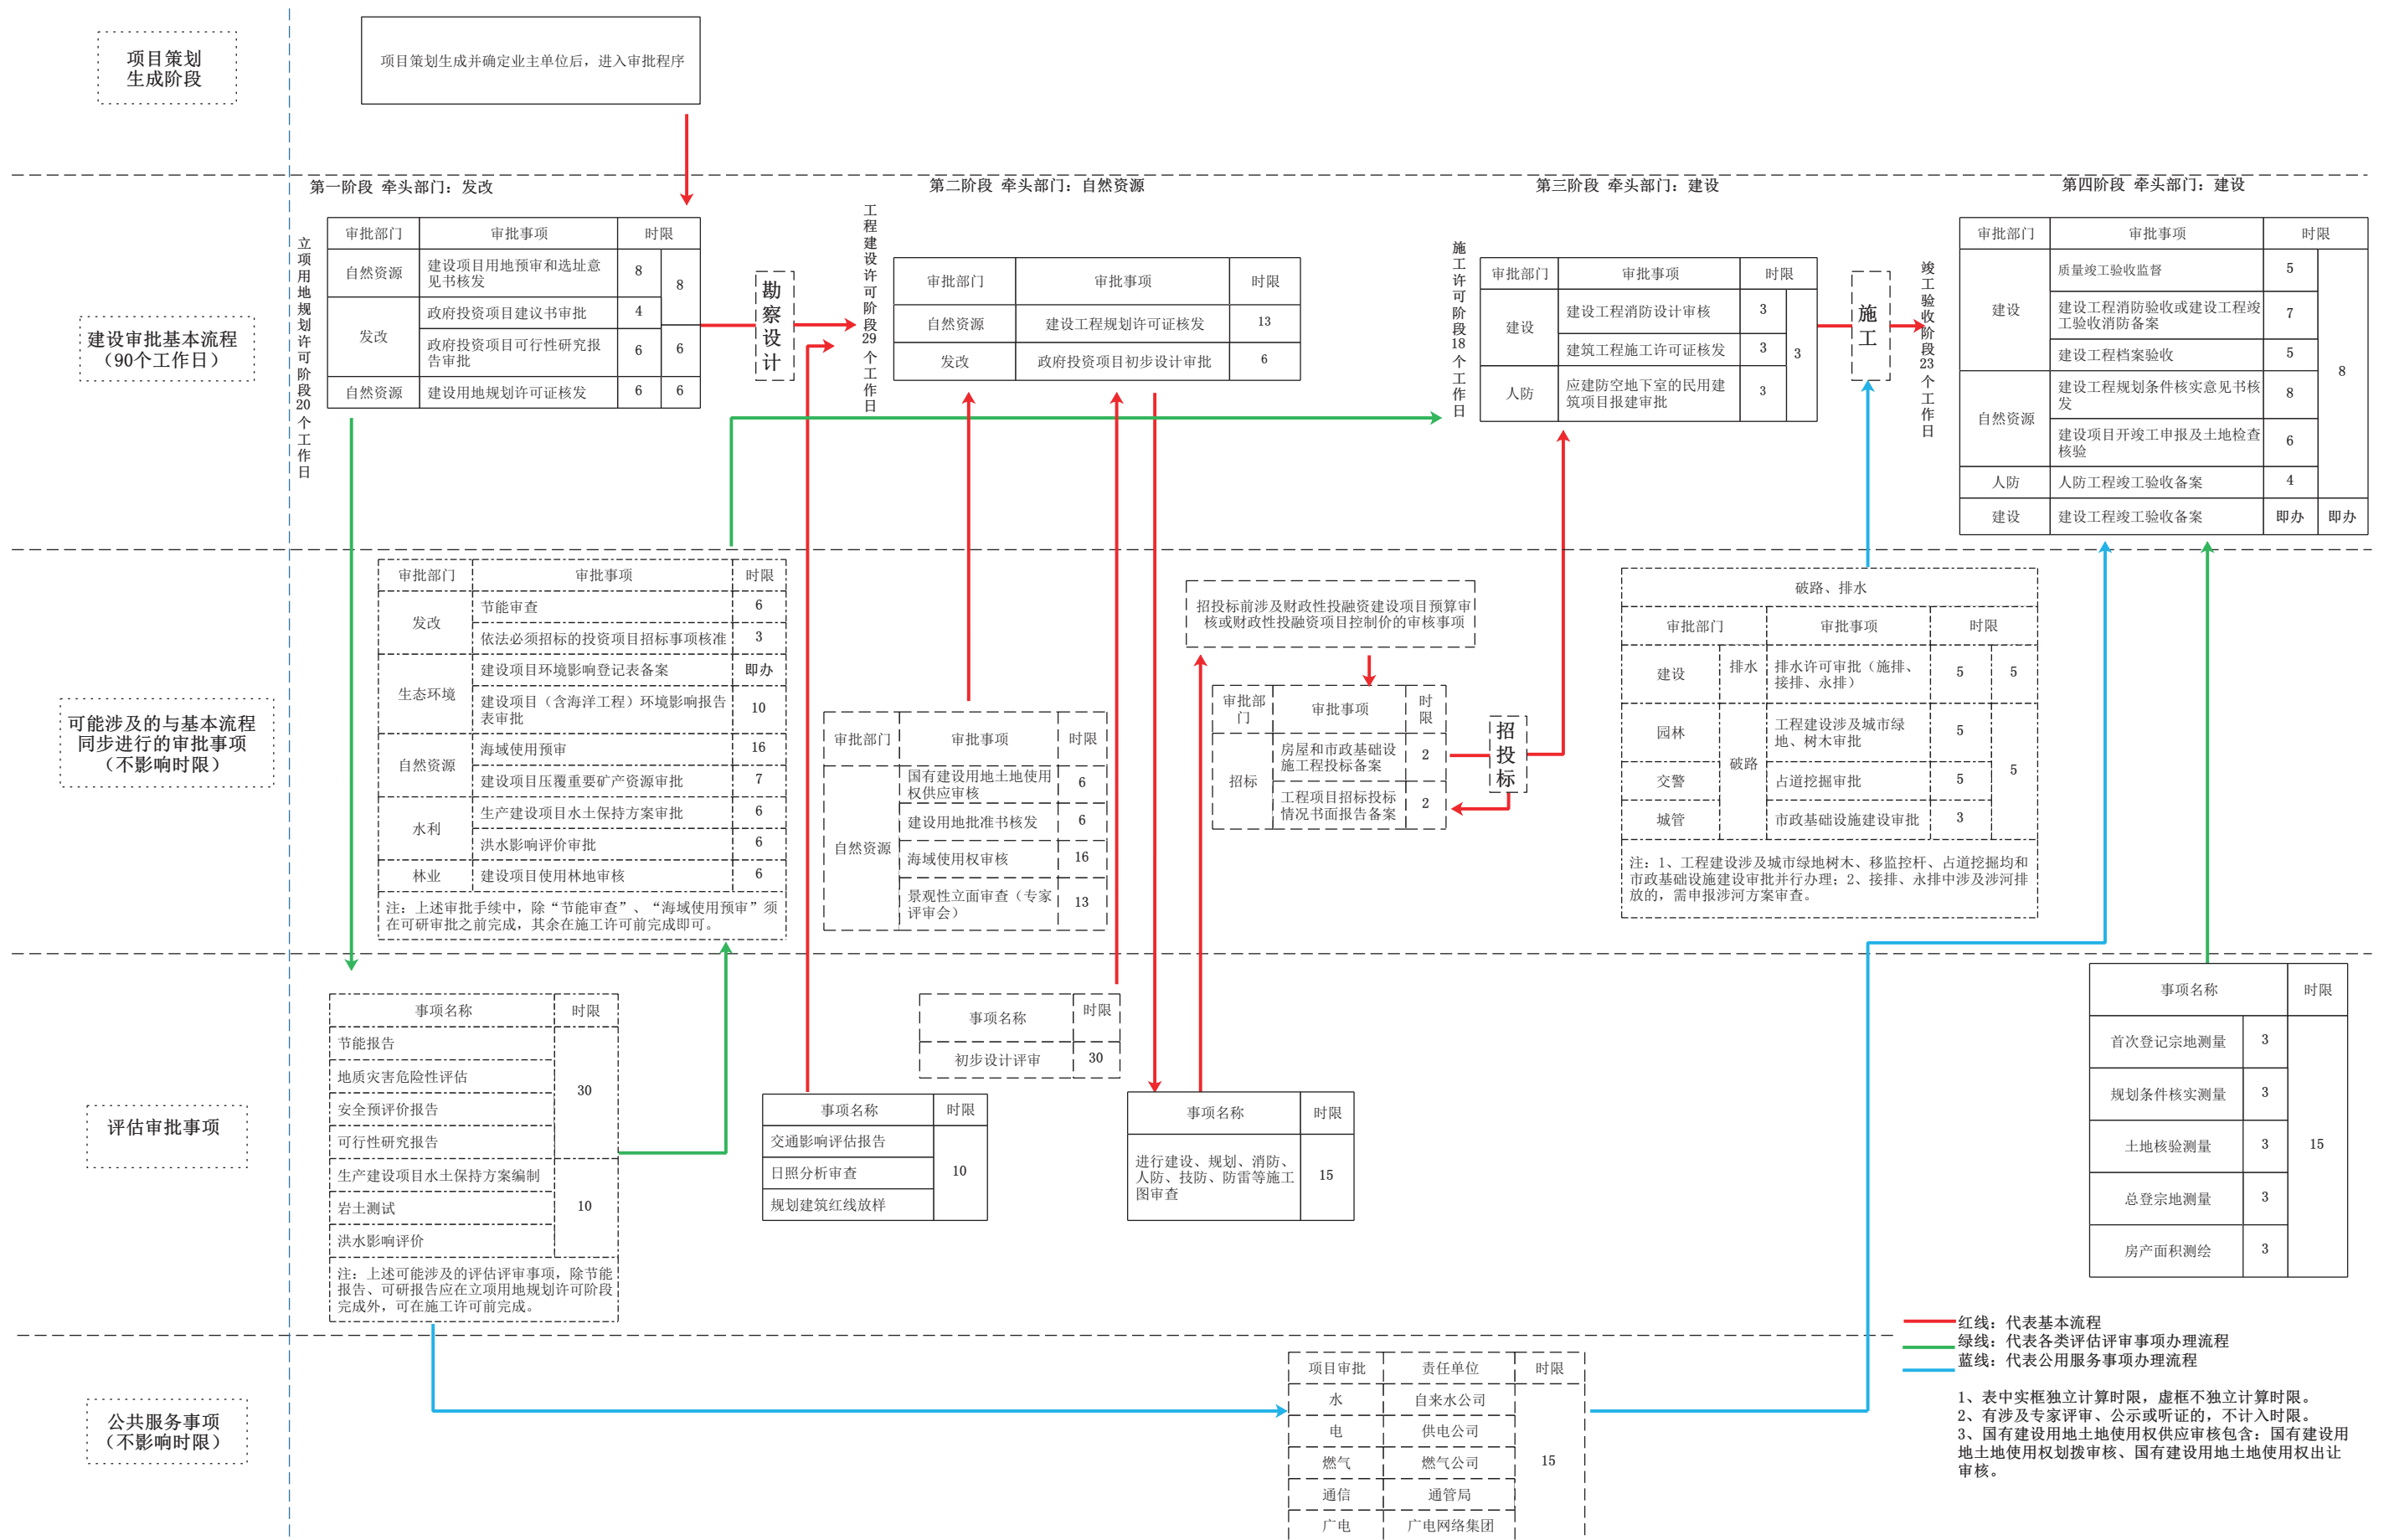 项目策划
生成阶段
项目策划生成并确定业主单位后，进入审批程序
建设审批基本流程
（90个工作日）
第一阶段 牵头部门：发改
立项用地规划许可阶段20个工作日
审批部门 审批事项 时限
自然资源 建设项目用地预审和选址意
见书核发 8 8
发改 政府投资项目建议书审批 4
政府投资项目可行性研究报
告审批 6 6
自然资源 建设用地规划许可证核发 6 6
勘察设计
第二阶段 牵头部门：自然资源
工程建设许可阶段29个工作日
审批部门 审批事项 时限
自然资源 建设工程规划许可证核发 13
发改 政府投资项目初步设计审批 6
第三阶段 牵头部门：建设
施工许可阶段18个工作日
审批部门 审批事项 时限
建设 建设工程消防设计审核 3 3
建筑工程施工许可证核发 3
人防 应建防空地下室的民用建
筑项目报建审批 3
施工
第四阶段 牵头部门：建设
竣工验收阶段23个工作日
审批部门 审批事项 时限
建设 质量竣工验收监督 5 8
建设工程消防验收或建设工程竣
工验收消防备案 7
建设工程档案验收 5
自然资源 建设工程规划条件核实意见书核
发 8
建设项目开竣工申报及土地检查
核验 6
人防 人防工程竣工验收备案 4
建设 建设工程竣工验收备案 即办 即办
可能涉及的与基本流程
同步进行的审批事项
（不影响时限）
审批部门 审批事项 时限
发改 节能审查 6
依法必须招标的投资项目招标事项核准 3
生态环境 建设项目环境影响登记表备案 即办
建设项目（含海洋工程）环境影响报告
表审批 10
自然资源 海域使用预审 16
建设项目压覆重要矿产资源审批 7
水利 生产建设项目水土保持方案审批 6
洪水影响评价审批 6
林业 建设项目使用林地审核 6
注：上述审批手续中，除“节能审查”、“海域使用预审”须
在可研审批之前完成，其余在施工许可前完成即可。
审批部门 审批事项 时限
自然资源 国有建设用地土地使用
权供应审核 6
建设用地批准书核发 6
海域使用权审核 16
景观性立面审查（专家
评审会） 13
招投标前涉及财政性投融资建设项目预算审
核或财政性投融资项目控制价的审核事项
审批部
门 审批事项 时
限
招标 房屋和市政基础设
施工程投标备案 2
工程项目招标投标
情况书面报告备案 2
招投标
破路、排水
审批部门 审批事项 时限
建设 排水 排水许可审批（施排、
接排、永排） 5 5
园林 破路 工程建设涉及城市绿
地、树木审批 5 5
交警 占道挖掘审批 5
城管 市政基础设施建设审批 3
注：1、工程建设涉及城市绿地树木、移监控杆、占道挖掘均和
市政基础设施建设审批并行办理；2、接排、永排中涉及涉河排
放的，需申报涉河方案审查。
评估审批事项
事项名称 时限
节能报告 30
地质灾害危险性评估
安全预评价报告
可行性研究报告
生产建设项目水土保持方案编制 10
岩土测试
洪水影响评价
注：上述可能涉及的评估评审事项，除节能
报告、可研报告应在立项用地规划许可阶段
完成外，可在施工许可前完成。
事项名称 时限
交通影响评估报告 10
日照分析审查
规划建筑红线放样
事项名称 时限
初步设计评审 30
事项名称 时限
进行建设、规划、消防、
人防、技防、防雷等施工
图审查 15
事项名称 时限
首次登记宗地测量 3 15
规划条件核实测量 3
土地核验测量 3
总登宗地测量 3
房产面积测绘 3
公共服务事项
（不影响时限）
项目审批 责任单位 时限
水 自来水公司 15
电 供电公司
燃气 燃气公司
通信 通管局
广电 广电网络集团
红线：代表基本流程
绿线：代表各类评估评审事项办理流程
蓝线：代表公用服务事项办理流程
1、表中实框独立计算时限，虚框不独立计算时限。
2、有涉及专家评审、公示或听证的，不计入时限。
3、国有建设用地土地使用权供应审核包含：国有建设用
地土地使用权划拨审核、国有建设用地土地使用权出让
审核。